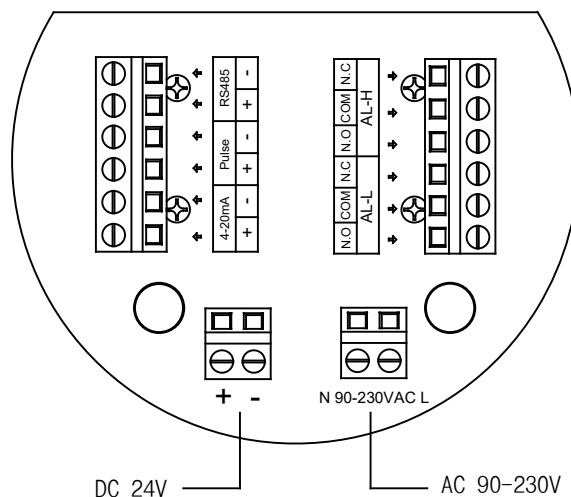 RS485 - +
Pulse - +
4-20mA - +
N.C
COM
N.O
AL-H
N.C
COM
N.O
AL-L
+ -
N 90-230VAC L
DC 24V
AC 90-230V